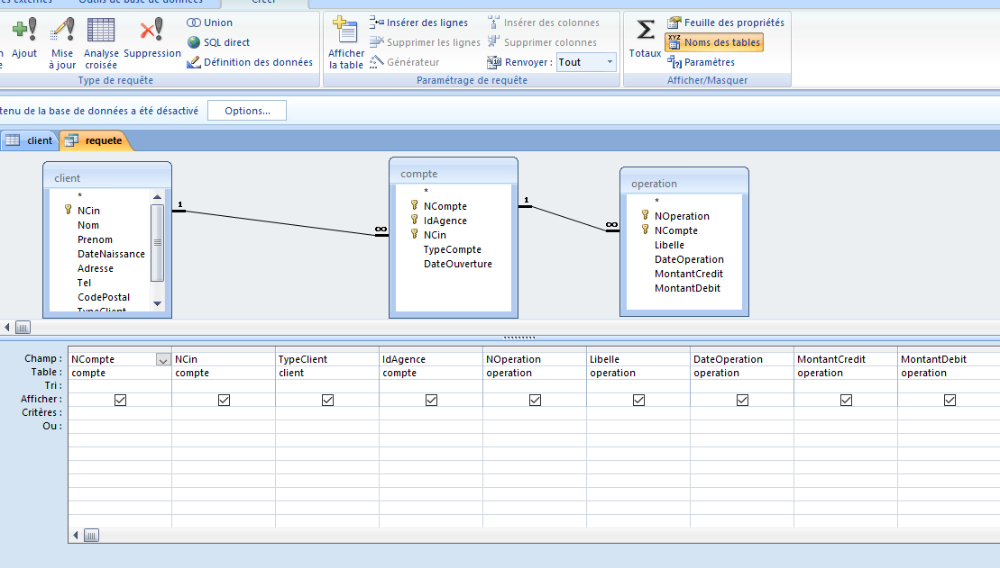 es externes Outils de base de données Créer
Ajout Mise à jour Analyse croisée Suppression
Union
SQL direct
Définition des données
Type de requête
Afficher la table
Insérer des lignes
Supprimer les lignes
Générateur
Insérer des colonnes
Supprimer colonnes
Renvoyer : Tout
Paramétrage de requête
Totaux
Feuille des propriétés
XYZ Noms des tables
Paramètres
Afficher/Masquer
tenu de la base de données a été désactivé Options...
client requete
client
*
NCin
Nom
Prenom
DateNaissance
Adresse
Tel
CodePostal
TypeClient
1 ∞
compte
*
NCompte
IdAgence
NCin
TypeCompte
DateOuverture
1 ∞
operation
*
NOperation
NCompte
Libelle
DateOperation
MontantCredit
MontantDebit
Champ : NCompte NCin TypeClient IdAgence NOperation Libelle DateOperation MontantCredit MontantDebit
Table : compte compte client compte operation operation operation operation operation
Tri :
Afficher :
Critères :
Ou :